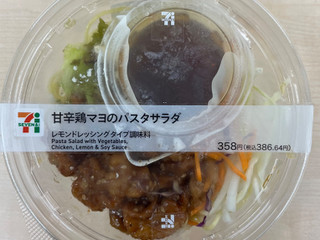 7
SEVEN&i
甘辛鶏マヨのパスタサラダ
レモンドレッシングタイプ調味料
Pasta Salad with Vegetables,
Chicken, Lemon & Soy Sauce
358円(税込386.64円)